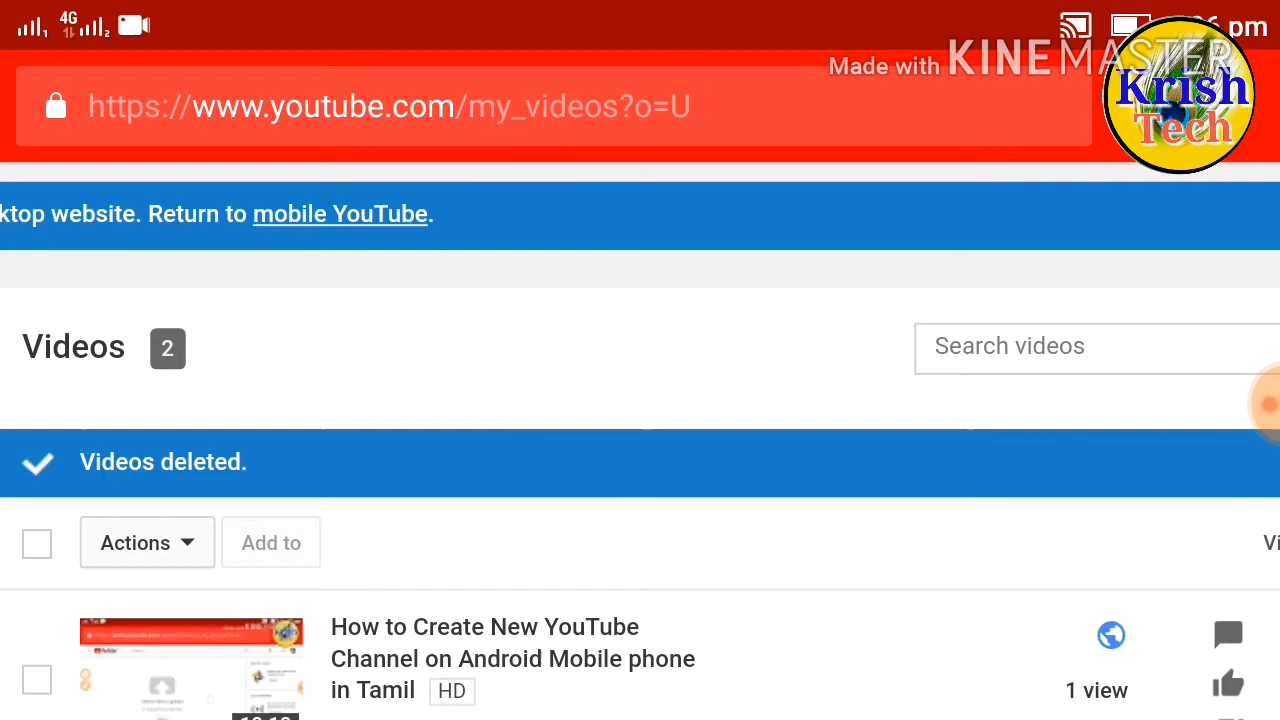 4G
pm
Made with KINEMASTER
Krish
Tech
https://www.youtube.com/my_videos?o=U
ktop website. Return to mobile YouTube.
Videos 2
Search videos
Videos deleted.
Actions
Add to
Vi
How to Create New YouTube
Channel on Android Mobile phone
in Tamil HD
1 view